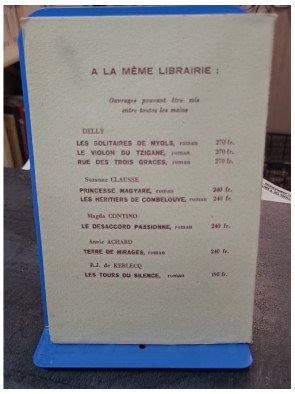 A LA MÊME LIBRAIRIE :
Ouvrages pouvant être mis
entre toutes les mains
DELLY
LES SOLITAIRES DE MYOLS, roman 270 fr.
LE VIOLON DU TZIGANE, roman 270 fr.
RUE DES TROIS GRACES, roman 270 fr.
Suzanne CLAUSSE
PRINCESSE MAGYARE, roman 240 fr.
LES HERITIERS DE COMBELOUVE, roman 240 fr.
Magda CONTINO
LE DESACCORD PASSIONNE, roman 240 fr.
Annie ACHARD
TERRE DE MIRAGES, roman 240 fr.
R.J. de KERLECQ
LES TOURS DU SILENCE, roman 195 fr.